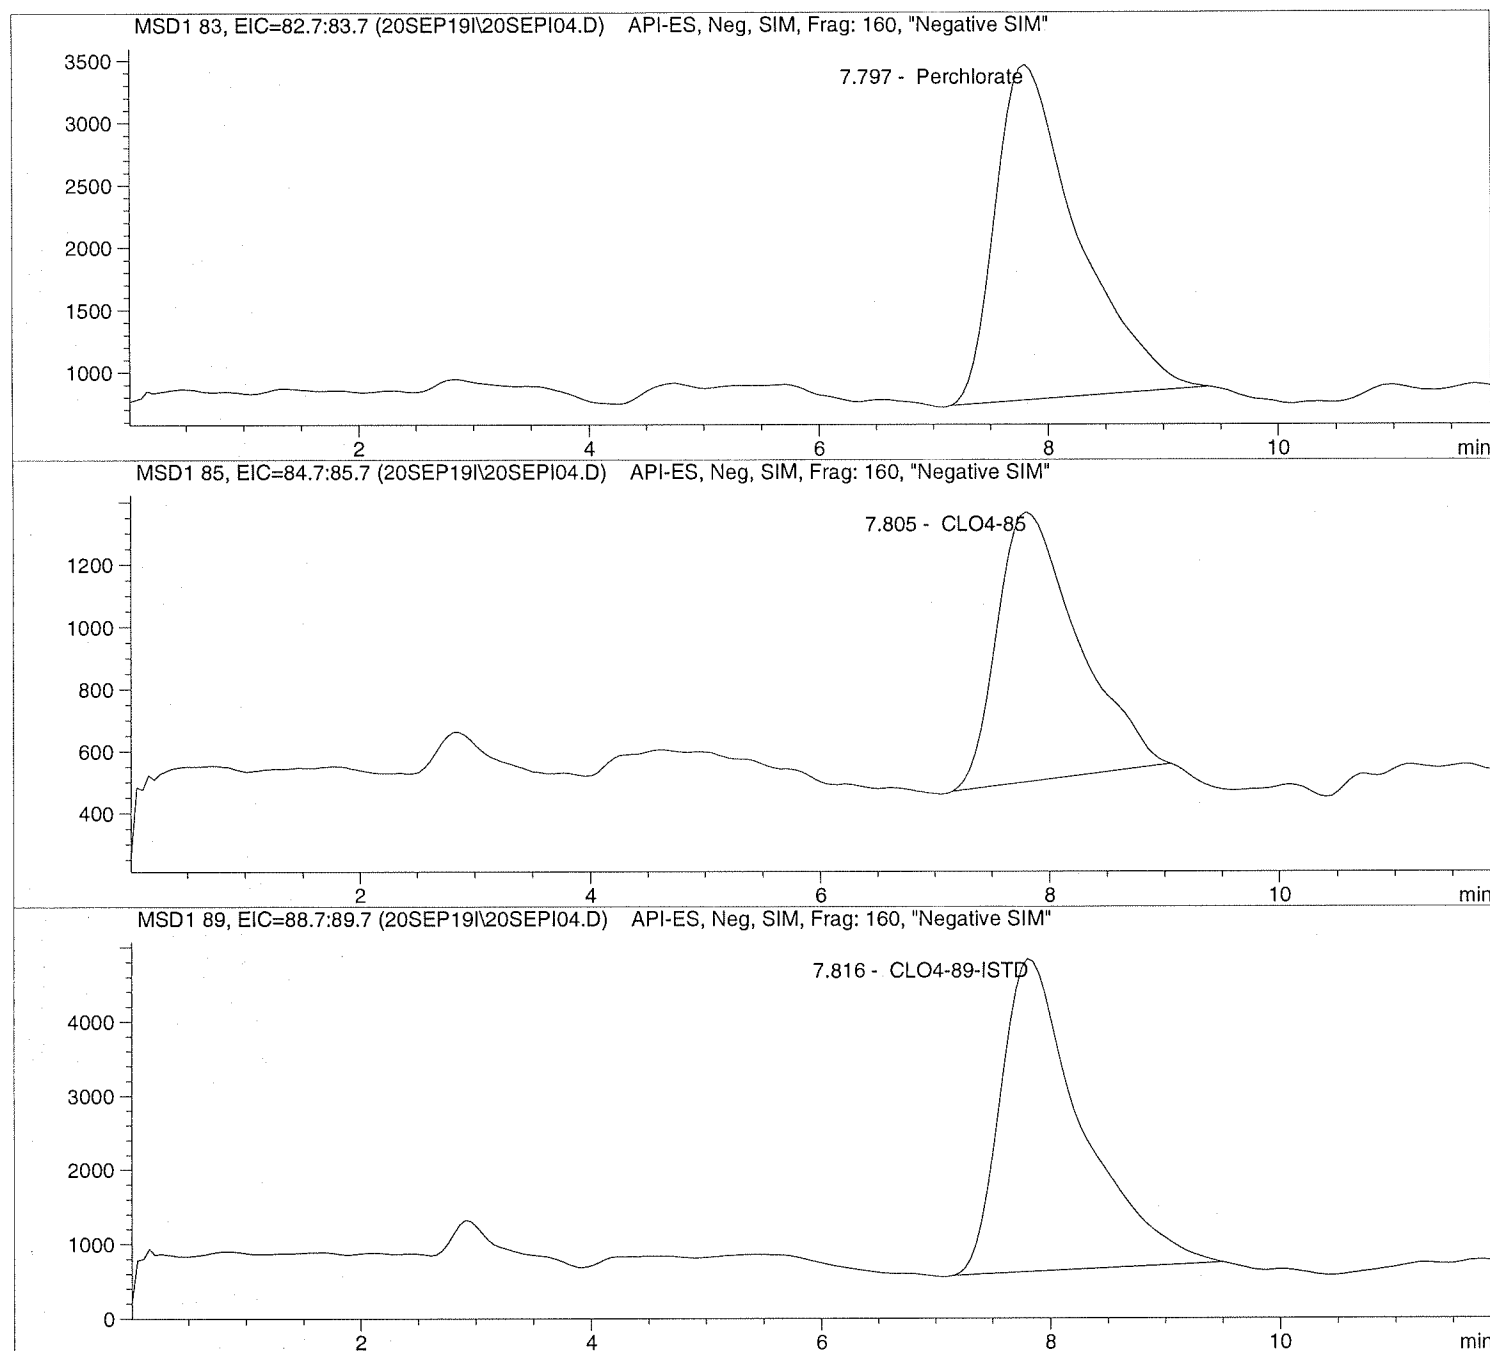 MSD1 83, EIC=82.7:83.7 (20SEP19I\20SEPI04.D) API-ES, Neg, SIM, Frag: 160, "Negative SIM"
7.797 - Perchlorate
3500
3000
2500
2000
1500
1000
2 4 6 8 10 min
MSD1 85, EIC=84.7:85.7 (20SEP19I\20SEPI04.D) API-ES, Neg, SIM, Frag: 160, "Negative SIM"
7.805 - CLO4-85
1200
1000
800
600
400
2 4 6 8 10 min
MSD1 89, EIC=88.7:89.7 (20SEP19I\20SEPI04.D) API-ES, Neg, SIM, Frag: 160, "Negative SIM"
7.816 - CLO4-89-ISTD
4000
3000
2000
1000
0
2 4 6 8 10 min